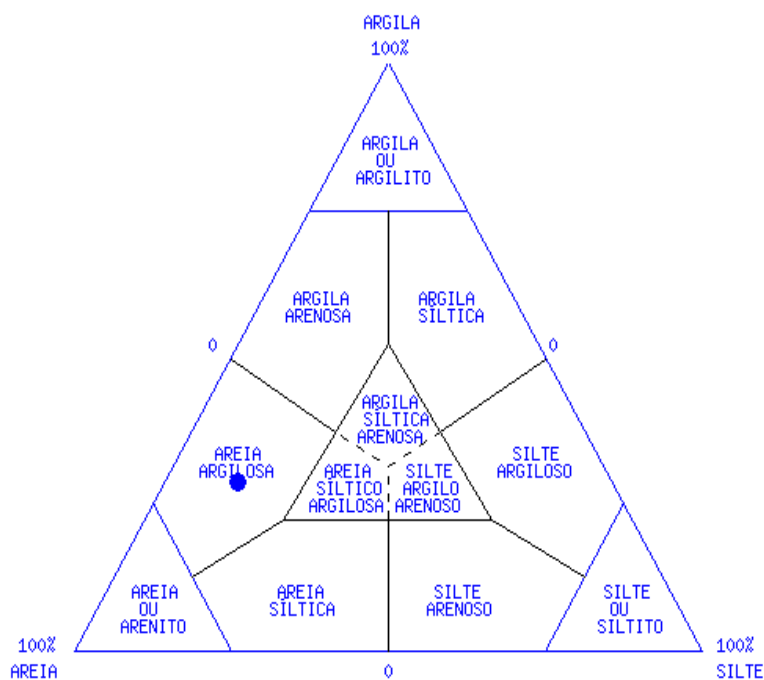 ARGILA
100%
ARGILA
OU
ARGILITO
ARGILA
ARENOSA
ARGILA
SÍLTICA
0
0
ARGILA
SÍLTICA
ARENOSA
AREIA
ARGILOSA
AREIA
SÍLTICO
ARGILOSA
SILTE
ARGILO
ARENOSO
SILTE
ARGILOSO
AREIA
OU
ARENITO
AREIA
SÍLTICA
SILTE
ARENOSO
SILTE
OU
SILTITO
100%
AREIA
0
100%
SILTE